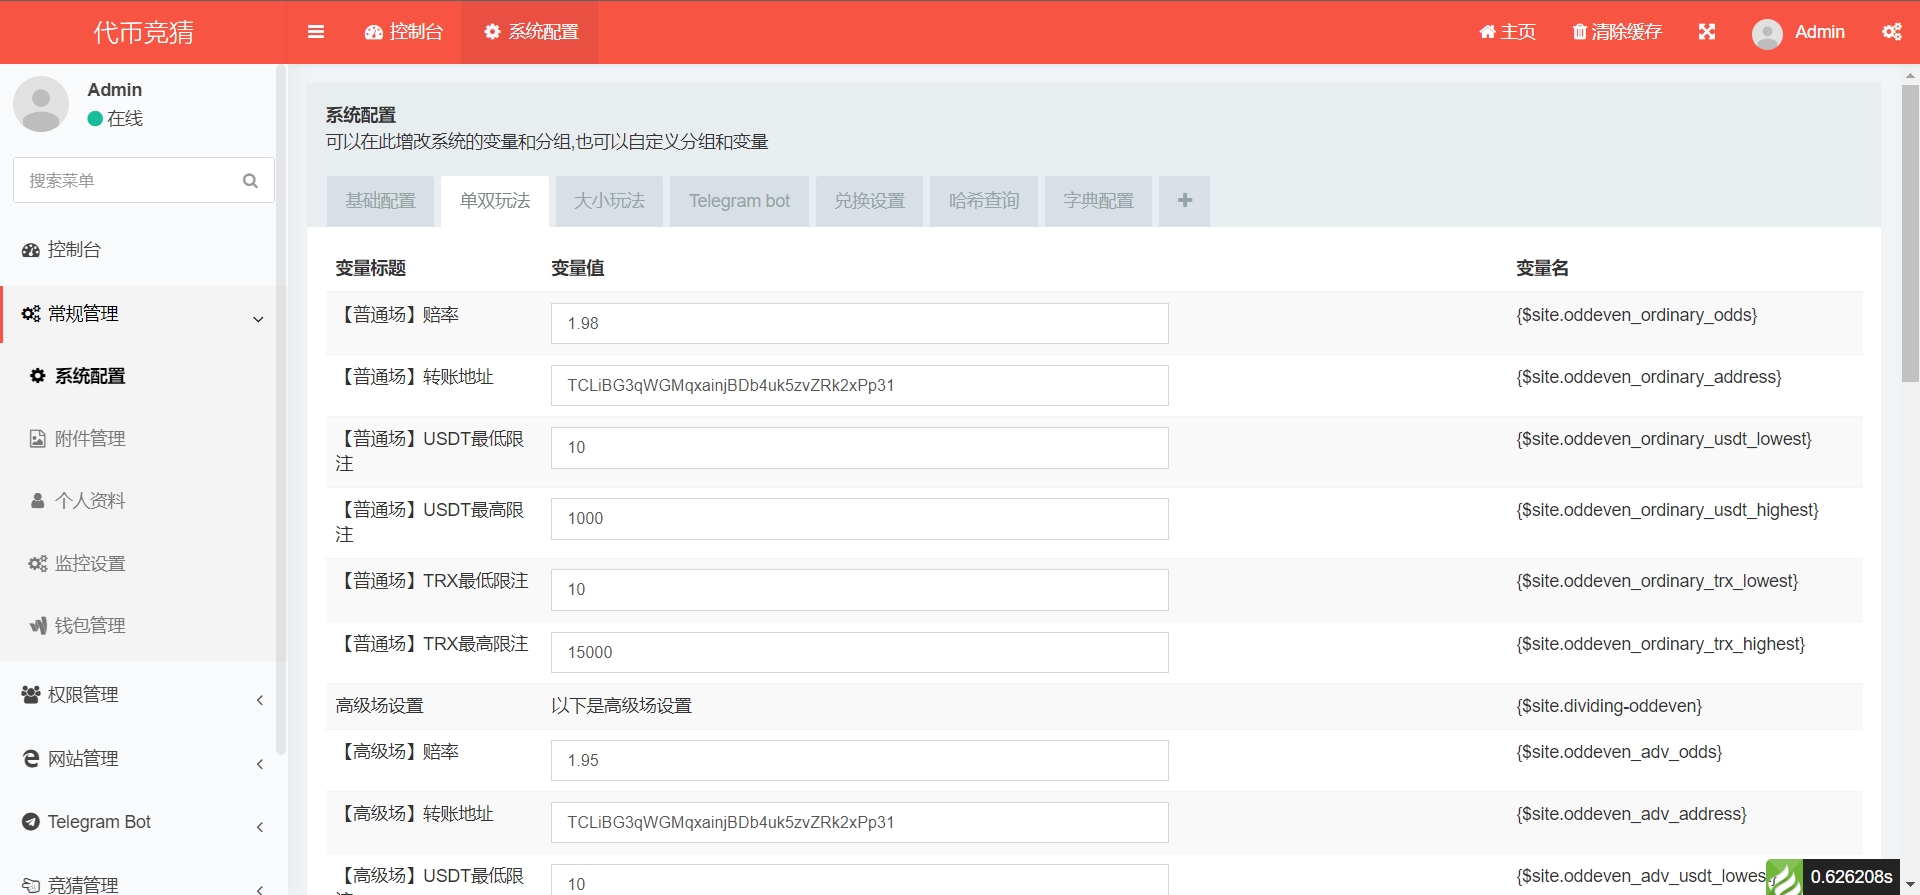 代币竞猜
控制台
系统配置
主页
清除缓存
Admin
Admin
在线
搜索菜单
控制台
常规管理
系统配置
附件管理
个人资料
监控设置
钱包管理
权限管理
网站管理
Telegram Bot
竞猜管理
系统配置
可以在此增改系统的变量和分组,也可以自定义分组和变量
基础配置
单双玩法
大小玩法
Telegram bot
兑换设置
哈希查询
字典配置
变量标题 变量值 变量名
【普通场】赔率 1.98 {$site.oddeven_ordinary_odds}
【普通场】转账地址 TCLiBG3qWGMqxainjBDb4uk5zvZRk2xPp31 {$site.oddeven_ordinary_address}
【普通场】USDT最低限 10 {$site.oddeven_ordinary_usdt_lowest}
注
【普通场】USDT最高限 1000 {$site.oddeven_ordinary_usdt_highest}
注
【普通场】TRX最低限注 10 {$site.oddeven_ordinary_trx_lowest}
【普通场】TRX最高限注 15000 {$site.oddeven_ordinary_trx_highest}
高级场设置 以下是高级场设置 {$site.dividing-oddeven}
【高级场】赔率 1.95 {$site.oddeven_adv_odds}
【高级场】转账地址 TCLiBG3qWGMqxainjBDb4uk5zvZRk2xPp31 {$site.oddeven_adv_address}
【高级场】USDT最低限 10 {$site.oddeven_adv_usdt_lowes
0.626208s